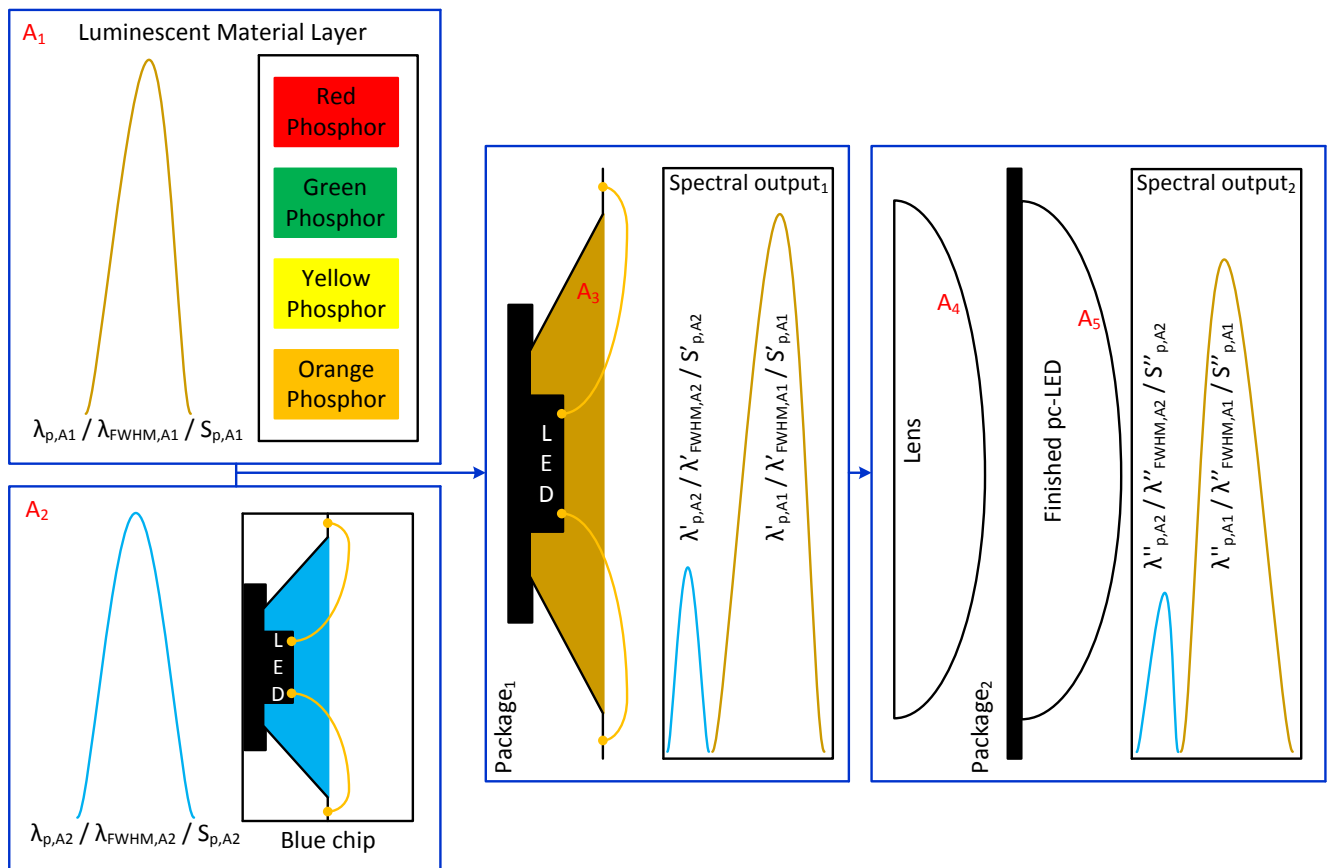 A₁ Luminescent Material Layer
Red
Phosphor
Green
Phosphor
Yellow
Phosphor
Orange
Phosphor
λp,A1 / λFWHM,A1 / Sp,A1
A₂
L
E
D
λp,A2 / λFWHM,A2 / Sp,A2
Blue chip
Package₁
L
E
D
A₃
Spectral output₁
λ'p,A2 / λ'FWHM,A2 / S'p,A2
λ'p,A1 / λ'FWHM,A1 / S'p,A1
Package₂
Lens
A₄
Finished pc-LED
A₅
Spectral output₂
λ''p,A2 / λ''FWHM,A2 / S''p,A2
λ''p,A1 / λ''FWHM,A1 / S''p,A1